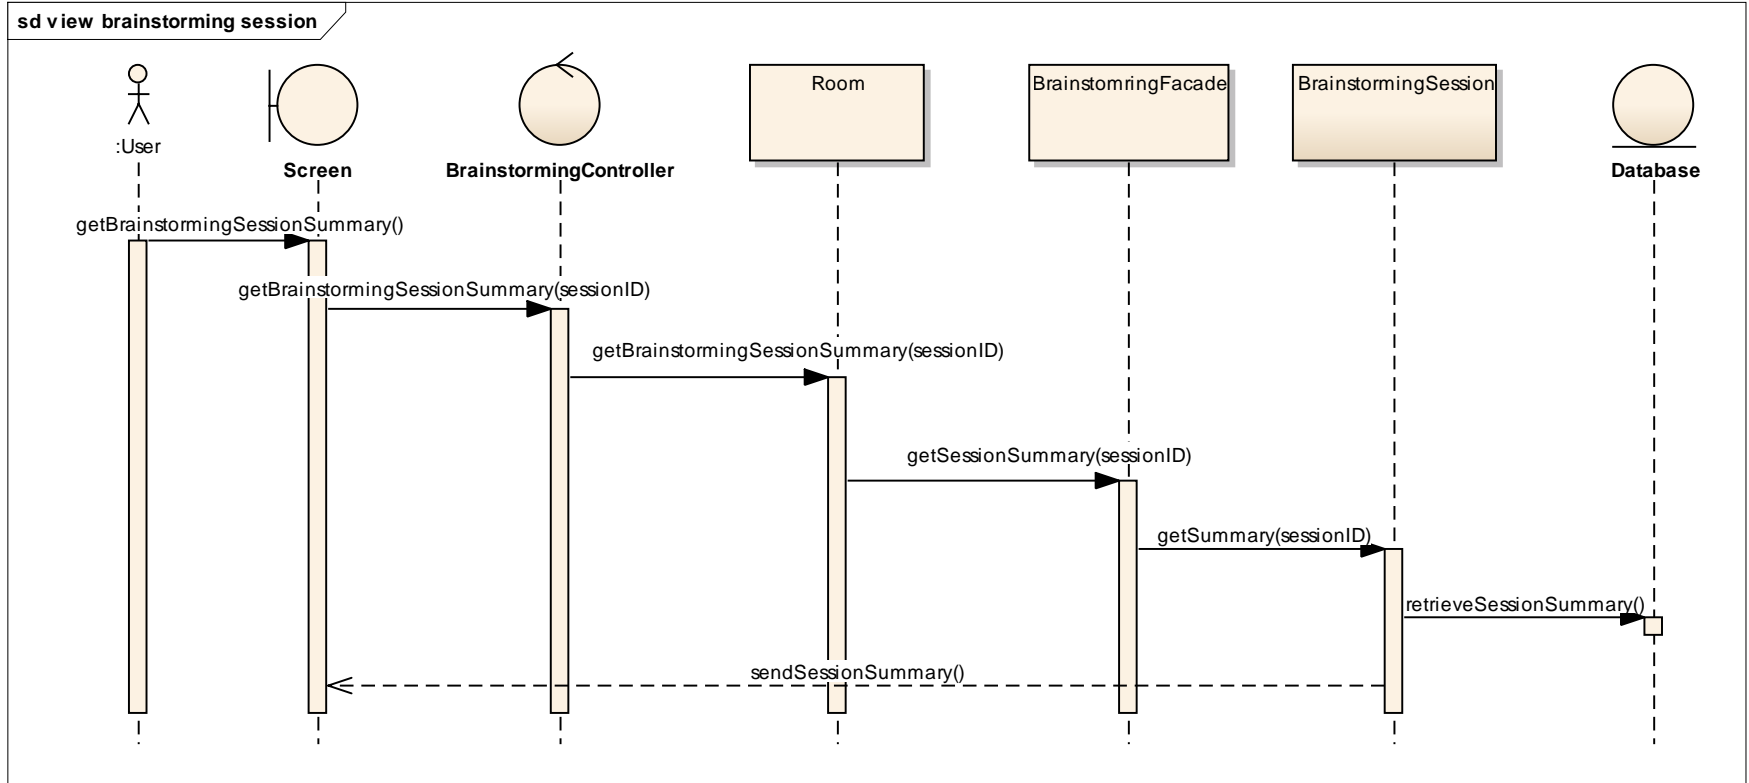 sd view brainstorming session
:User
Screen
BrainstormingController
Room
BrainstomringFacade
BrainstormingSession
Database
getBrainstormingSessionSummary()
getBrainstormingSessionSummary(sessionID)
getBrainstormingSessionSummary(sessionID)
getSessionSummary(sessionID)
getSummary(sessionID)
retrieveSessionSummary()
sendSessionSummary()